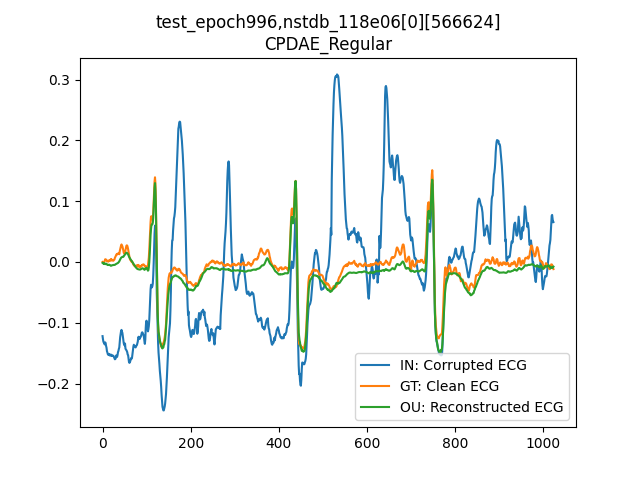 test_epoch996,nstdb_118e06[0][566624]
CPDAE_Regular
0.3
0.2
0.1
0.0
−0.1
−0.2
IN: Corrupted ECG
GT: Clean ECG
OU: Reconstructed ECG
0 200 400 600 800 1000